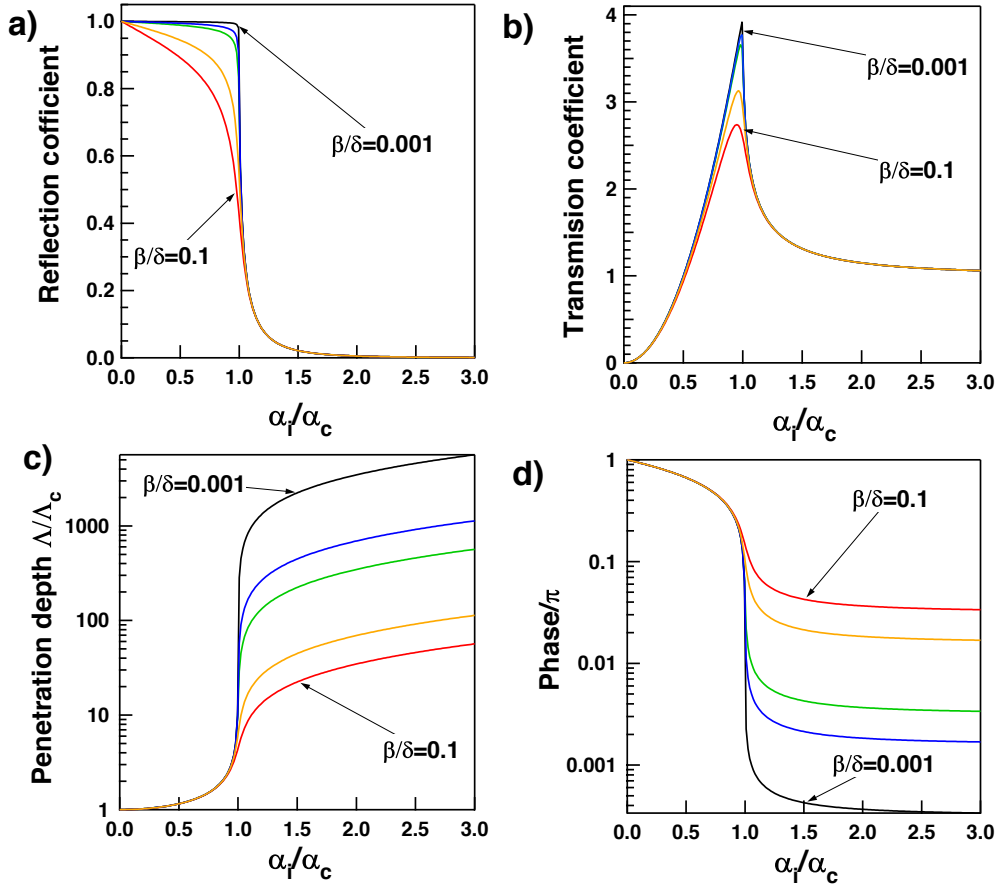 a)
Reflection cofficient
1.0
0.8
0.6
0.4
0.2
0.0
β/δ=0.001
β/δ=0.1
0.0 0.5 1.0 1.5 2.0 2.5 3.0
αi/αc
b)
Transmision coefficient
4
3
2
1
0
β/δ=0.001
β/δ=0.1
0.0 0.5 1.0 1.5 2.0 2.5 3.0
αi/αc
c)
Penetration depth Λ/Λc
1000
100
10
1
β/δ=0.001
β/δ=0.1
0.0 0.5 1.0 1.5 2.0 2.5 3.0
αi/αc
d)
Phase/π
1
0.1
0.01
0.001
β/δ=0.1
β/δ=0.001
0.0 0.5 1.0 1.5 2.0 2.5 3.0
αi/αc